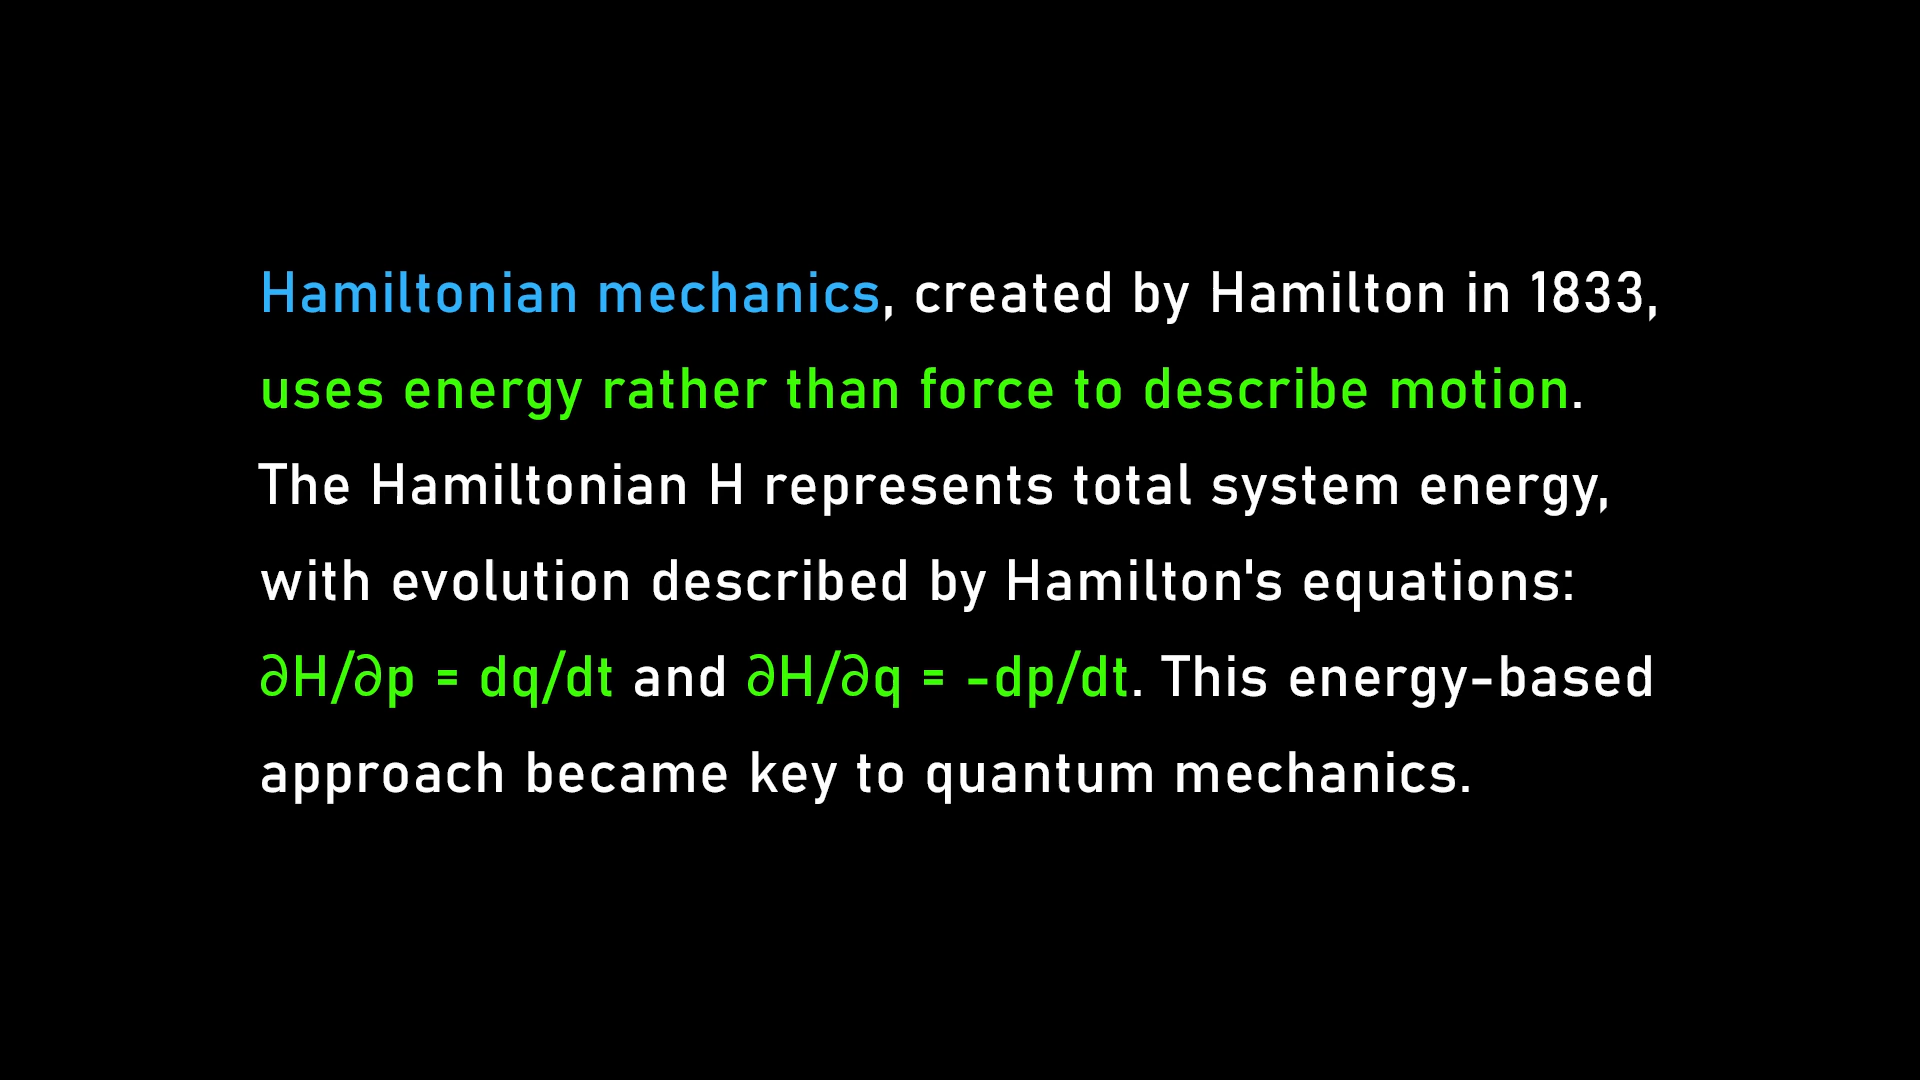 Hamiltonian mechanics, created by Hamilton in 1833,
uses energy rather than force to describe motion.
The Hamiltonian H represents total system energy,
with evolution described by Hamilton's equations:
∂H/∂p = dq/dt and ∂H/∂q = -dp/dt. This energy-based
approach became key to quantum mechanics.